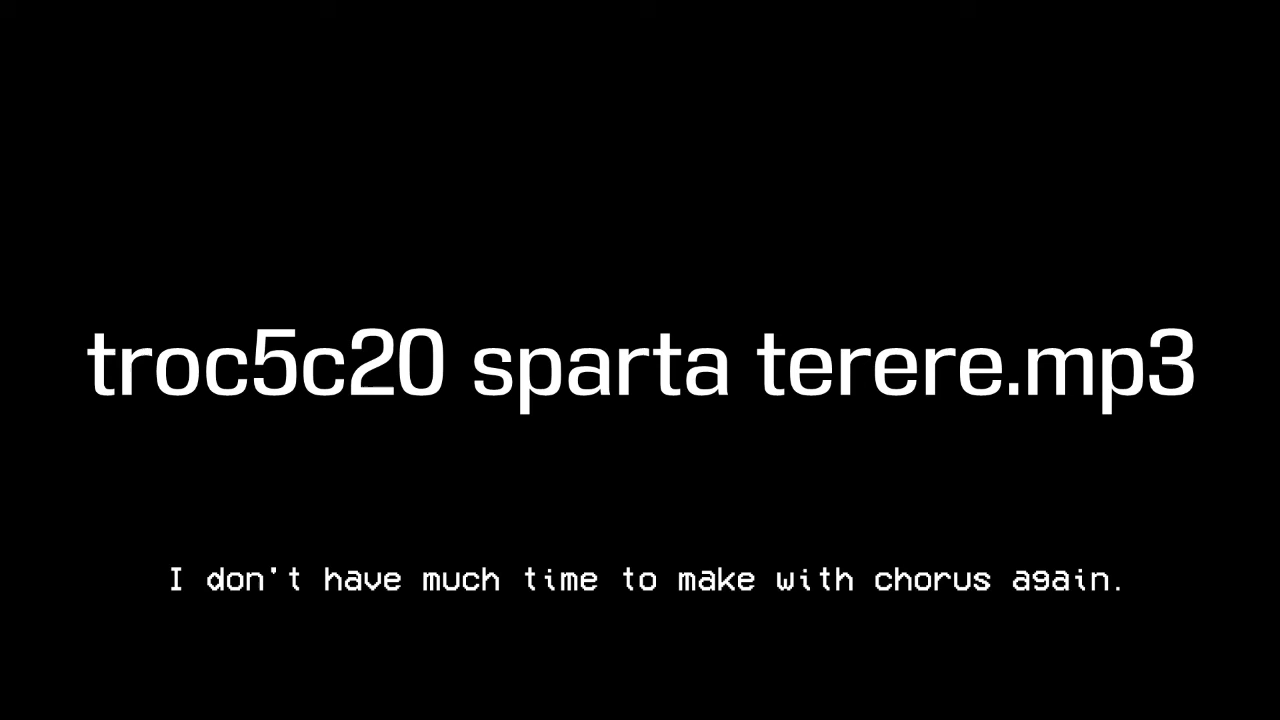 troc5c20 sparta terere.mp3
I don't have much time to make with chorus again.